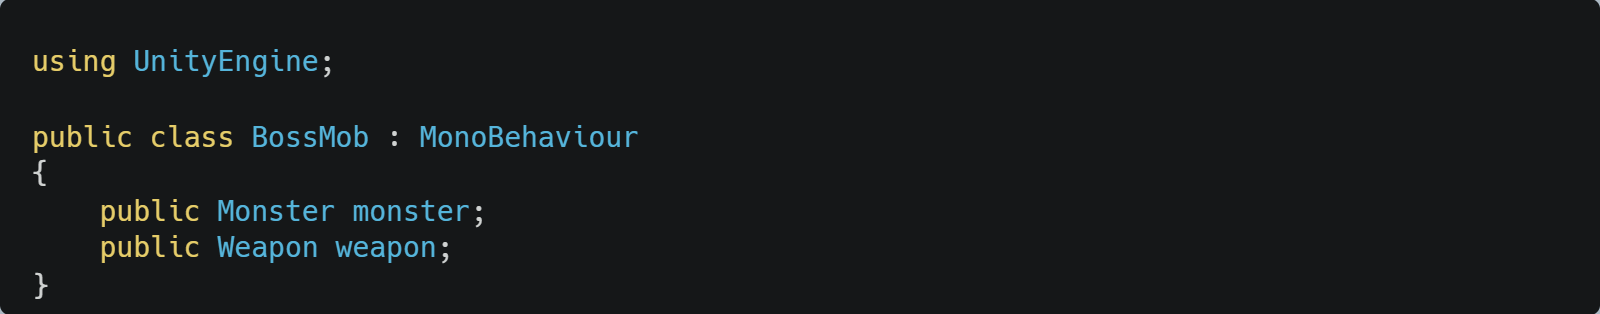 using UnityEngine;
public class BossMob : MonoBehaviour
{
    public Monster monster;
    public Weapon weapon;
}